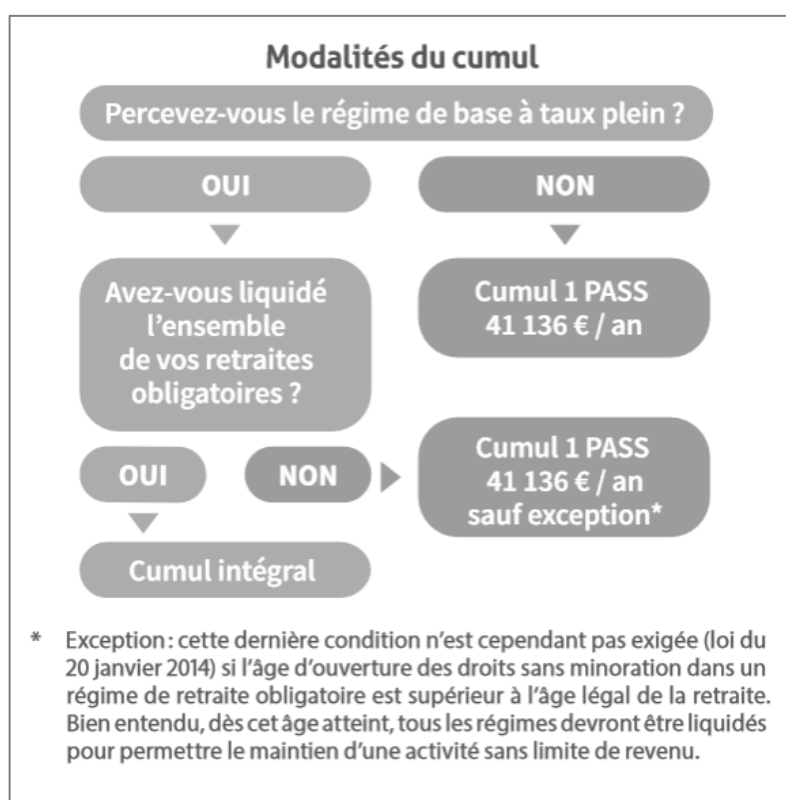 Modalités du cumul
Percevez-vous le régime de base à taux plein ?
OUI
NON
Avez-vous liquidé
l’ensemble
de vos retraites
obligatoires ?
Cumul 1 PASS
41 136 € / an
OUI
NON
Cumul 1 PASS
41 136 € / an
sauf exception*
Cumul intégral
* Exception : cette dernière condition n’est cependant pas exigée (loi du
20 janvier 2014) si l’âge d’ouverture des droits sans minoration dans un
régime de retraite obligatoire est supérieur à l’âge légal de la retraite.
Bien entendu, dès cet âge atteint, tous les régimes devront être liquidés
pour permettre le maintien d’une activité sans limite de revenu.